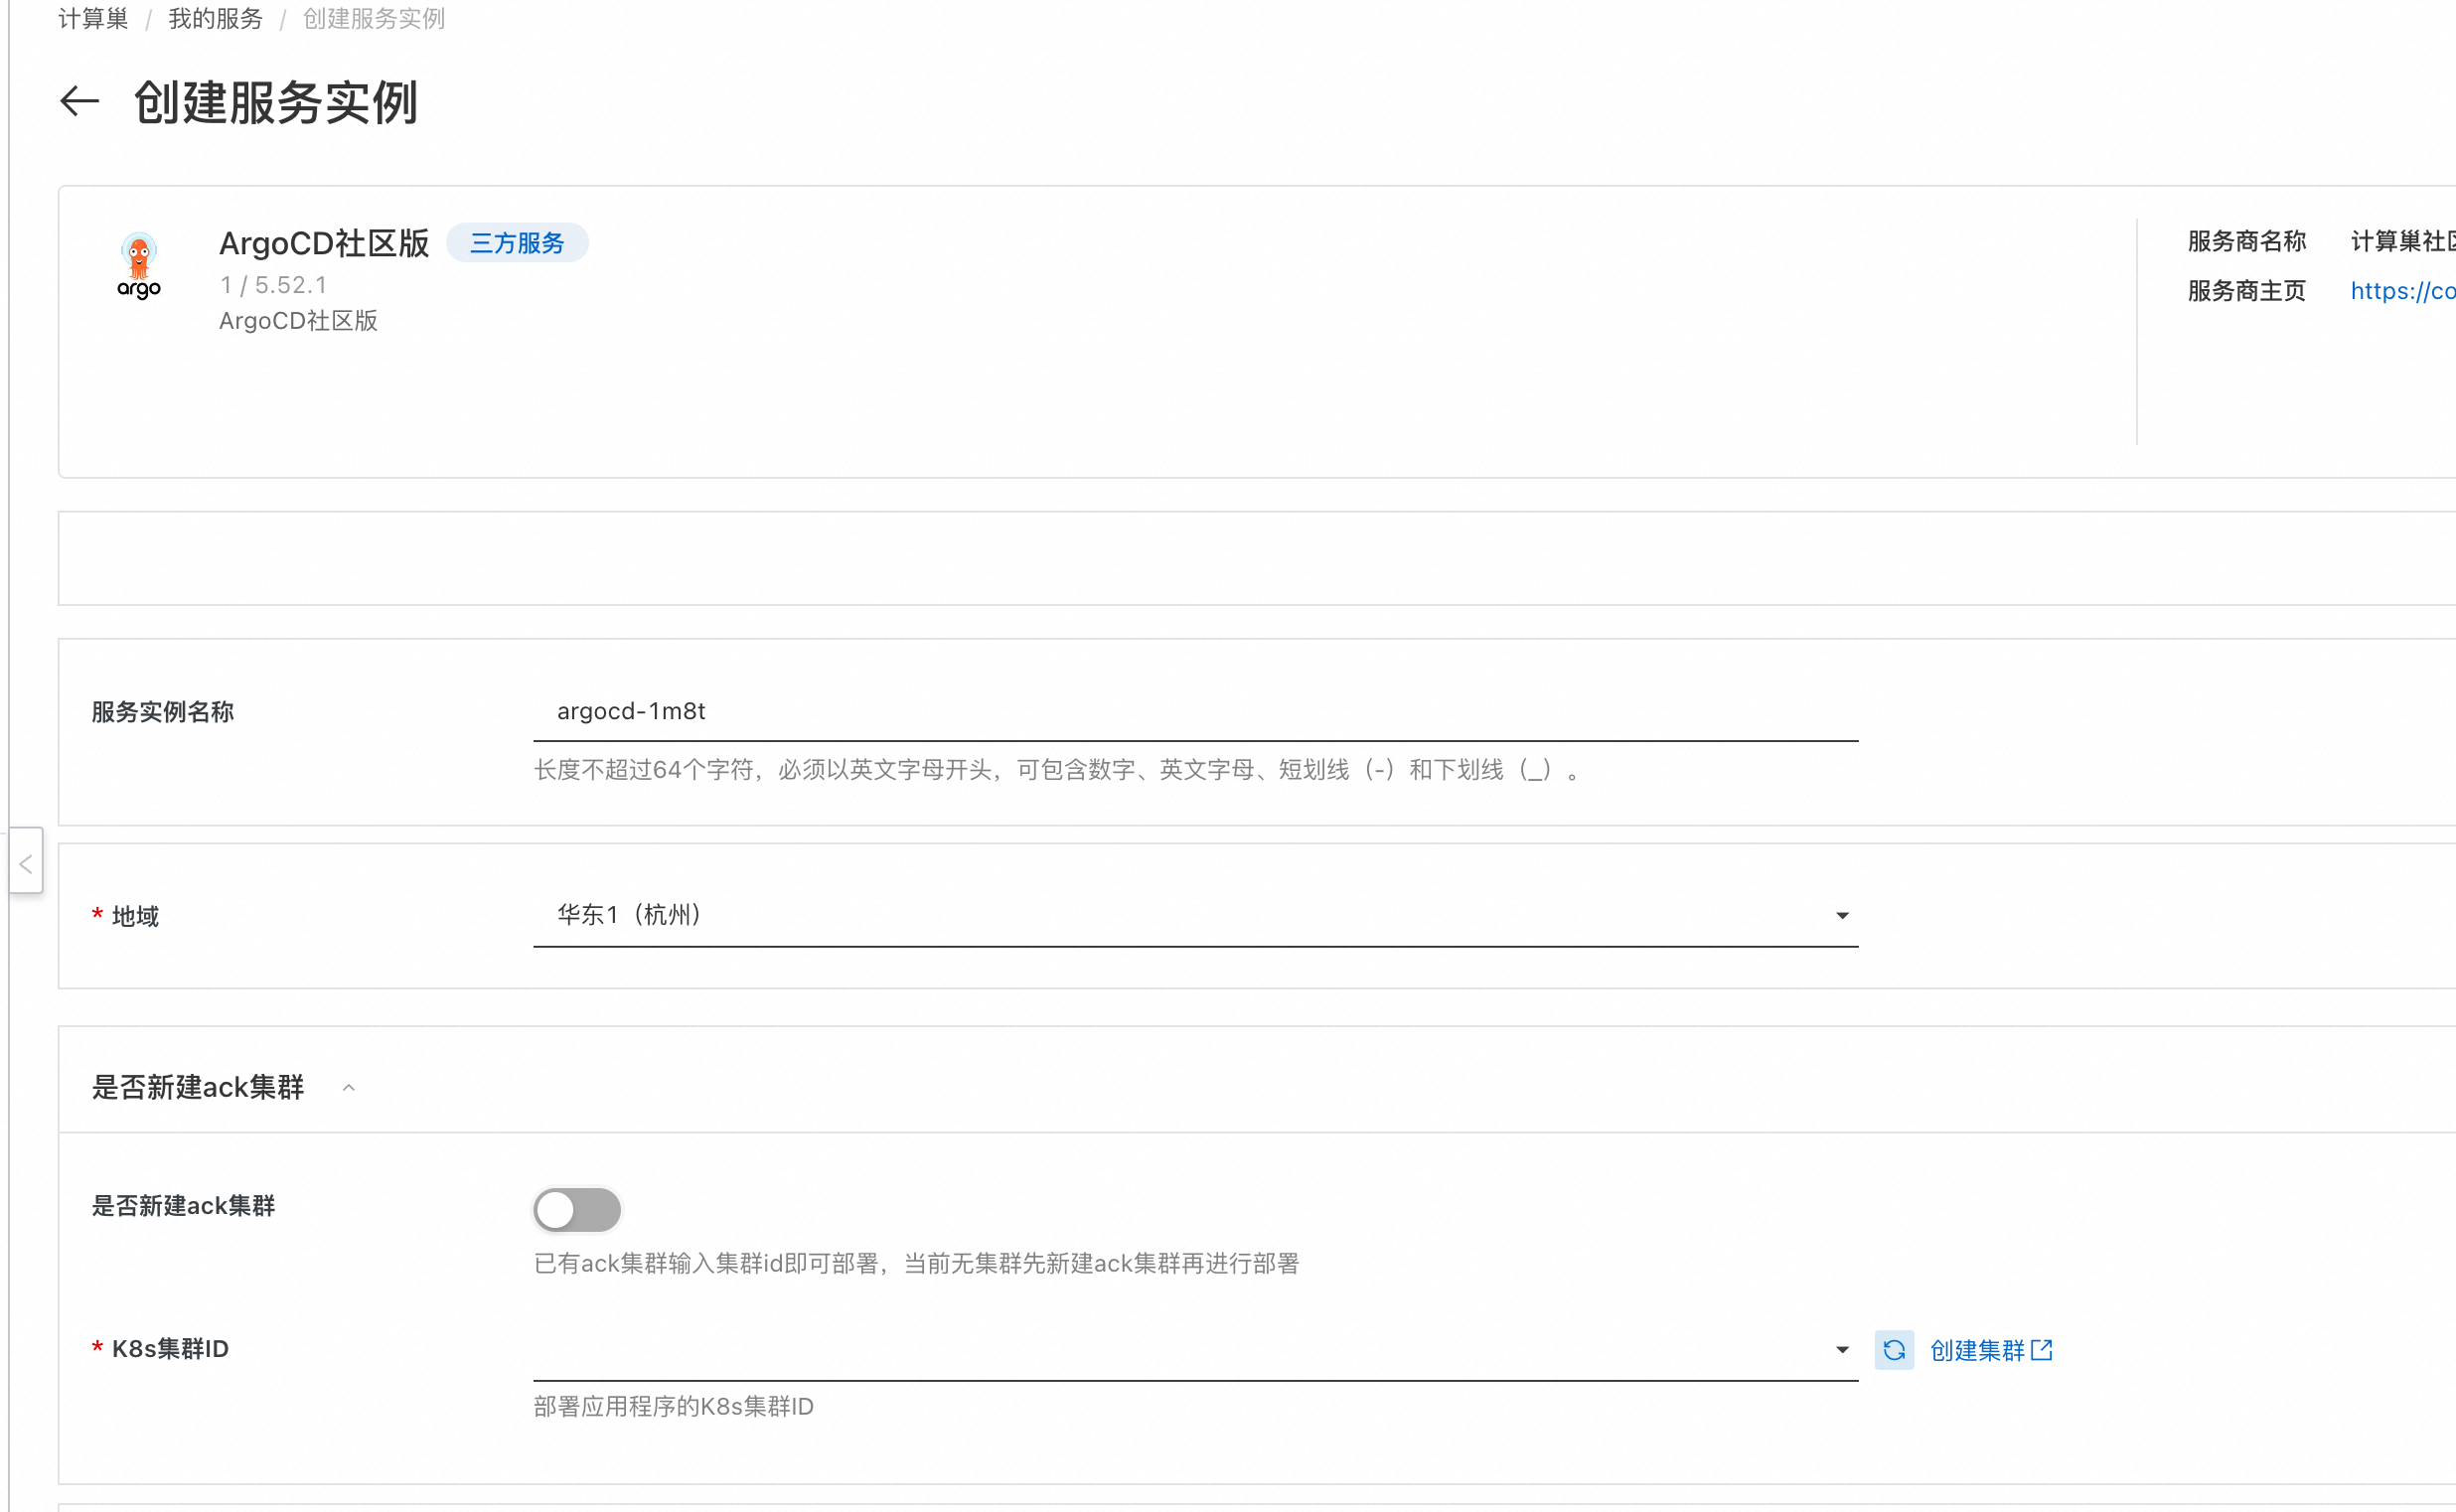 计算巢 / 我的服务 / 创建服务实例
创建服务实例
argo
ArgoCD社区版 三方服务
1 / 5.52.1
ArgoCD社区版
服务商名称 计算巢社区
服务商主页 https://co
服务实例名称 argocd-1m8t
长度不超过64个字符，必须以英文字母开头，可包含数字、英文字母、短划线（-）和下划线（_）。
* 地域 华东1（杭州）
是否新建ack集群
是否新建ack集群
已有ack集群输入集群id即可部署，当前无集群先新建ack集群再进行部署
* K8s集群ID 创建集群
部署应用程序的K8s集群ID